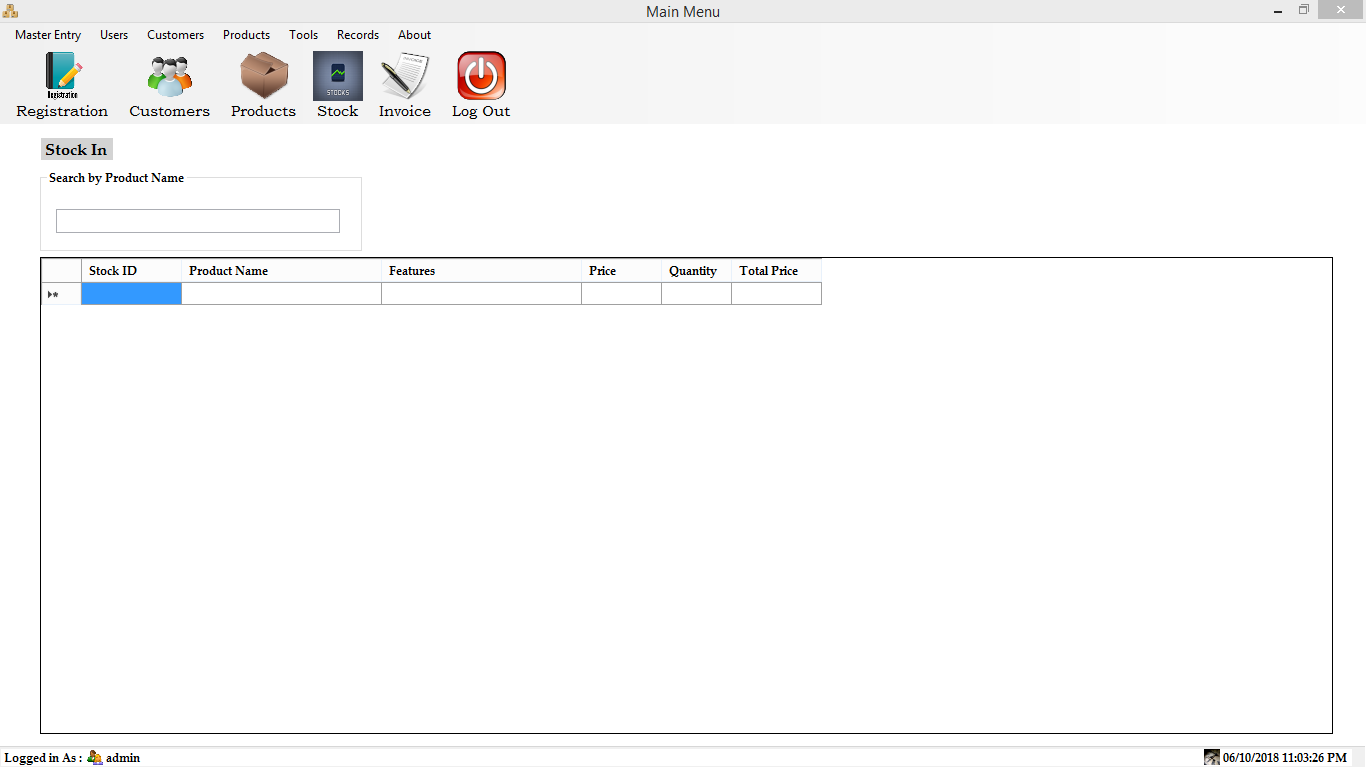 Main Menu
Master Entry Users Customers Products Tools Records About
Registration STOCKS INVOICE
Registration Customers Products Stock Invoice Log Out
Stock In
Search by Product Name
Stock ID Product Name Features Price Quantity Total Price
Logged in As : admin 06/10/2018 11:03:26 PM